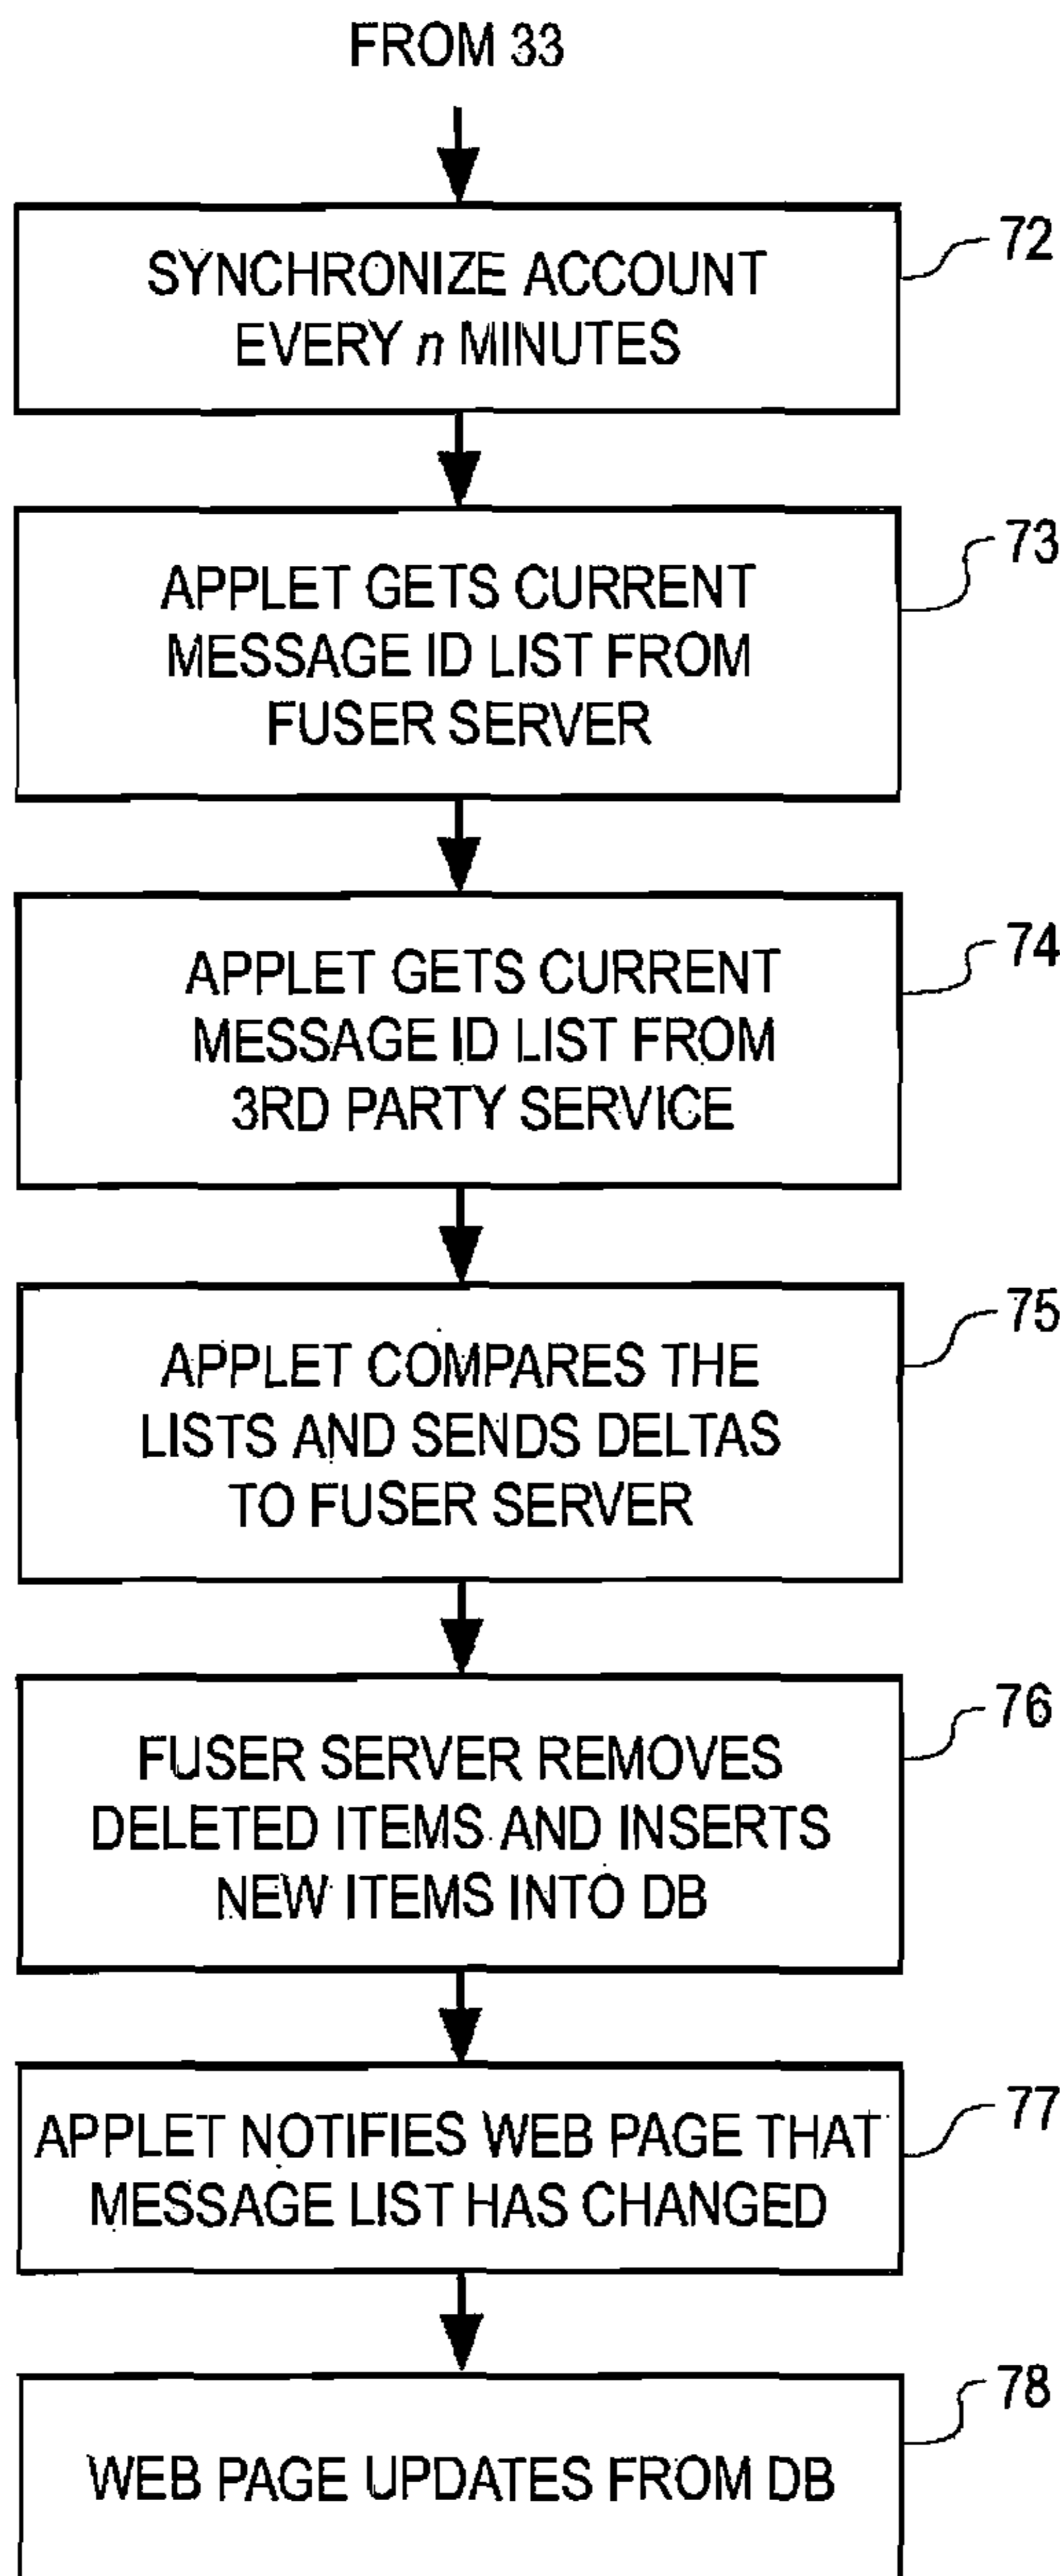 FROM 33
72
SYNCHRONIZE ACCOUNT
EVERY n MINUTES
73
APPLET GETS CURRENT
MESSAGE ID LIST FROM
FUSER SERVER
74
APPLET GETS CURRENT
MESSAGE ID LIST FROM
3RD PARTY SERVICE
75
APPLET COMPARES THE
LISTS AND SENDS DELTAS
TO FUSER SERVER
76
FUSER SERVER REMOVES
DELETED ITEMS AND INSERTS
NEW ITEMS INTO DB
77
APPLET NOTIFIES WEB PAGE THAT
MESSAGE LIST HAS CHANGED
78
WEB PAGE UPDATES FROM DB